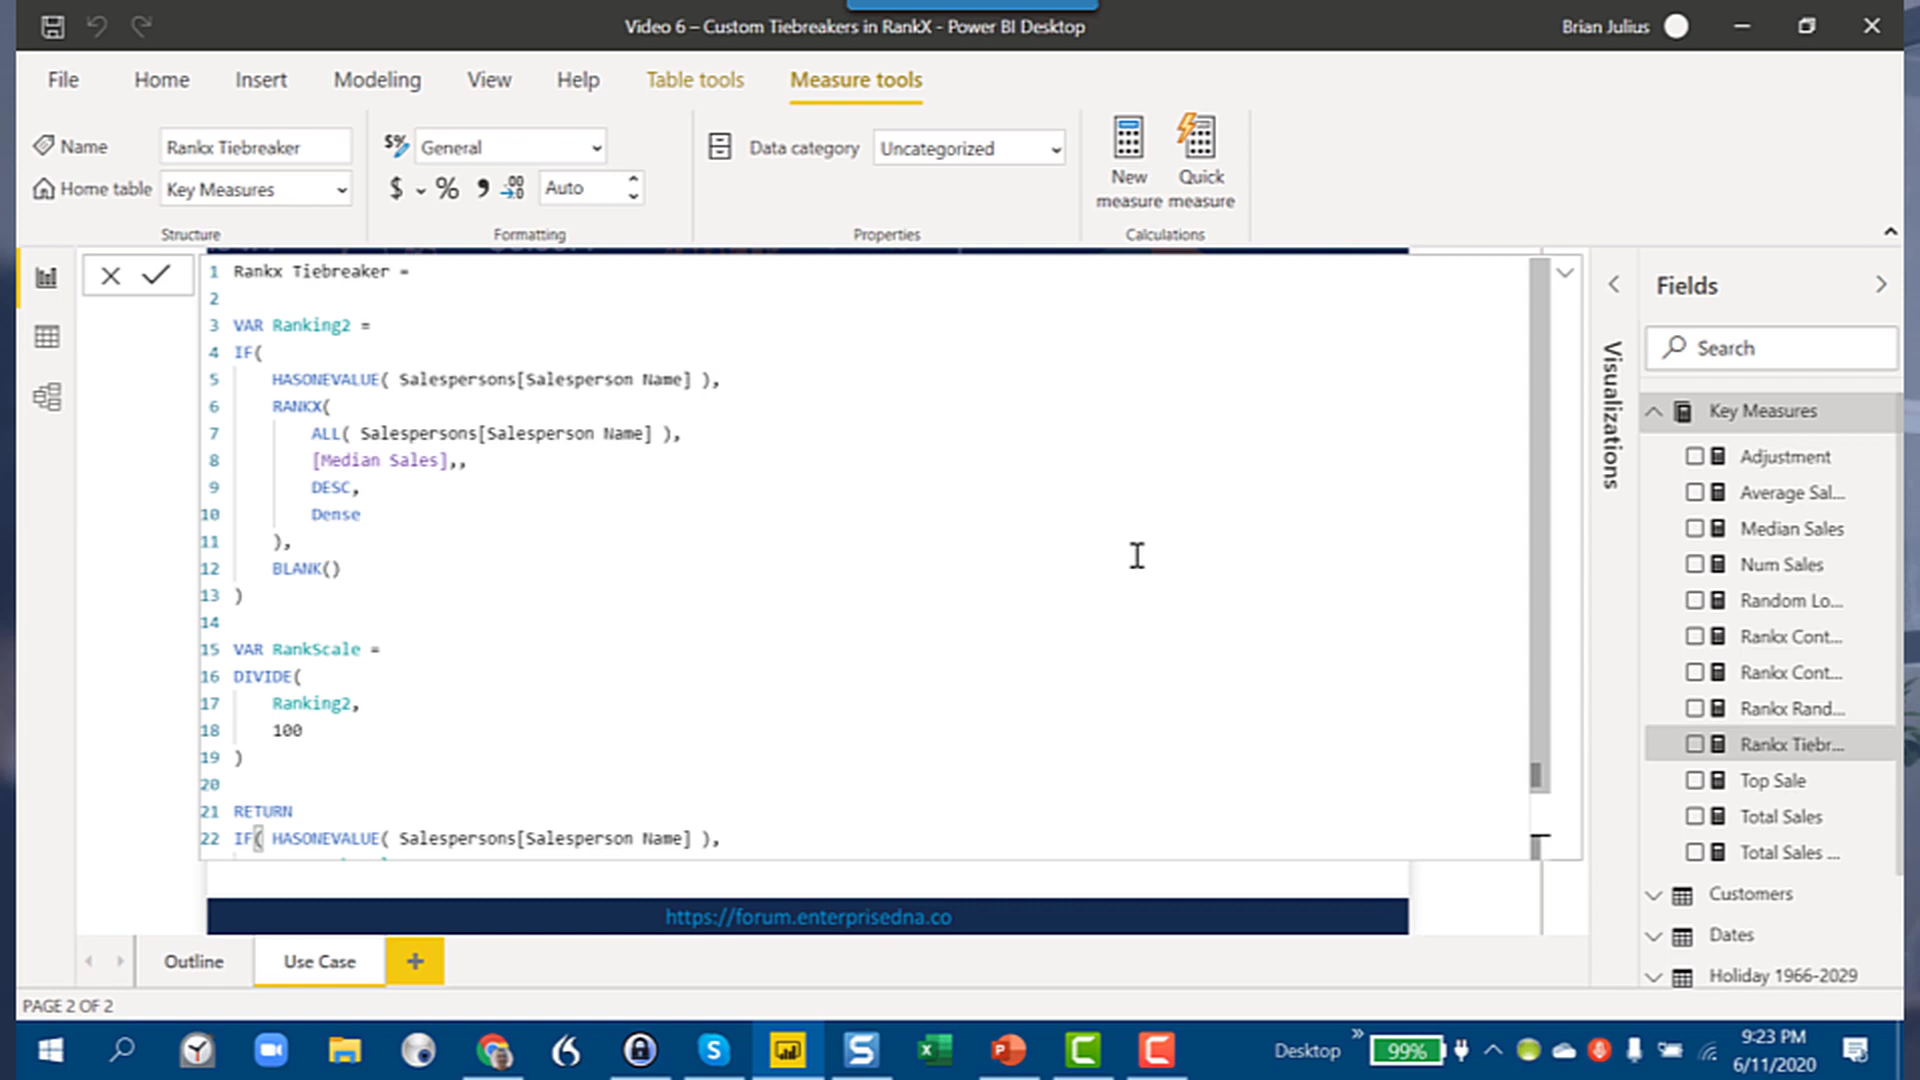 Video 6 – Custom Tiebreakers in RankX - Power BI Desktop
Brian Julius
File
Home
Insert
Modeling
View
Help
Table tools
Measure tools
Name
Rankx Tiebreaker
Home table
Key Measures
Structure
General
$
%
Auto
Formatting
Data category
Uncategorized
Properties
New measure
Quick measure
Calculations
1 Rankx Tiebreaker =
2
3 VAR Ranking2 =
4 IF(
5 HASONEVALUE( Salespersons[Salesperson Name] ),
6 RANKX(
7 ALL( Salespersons[Salesperson Name] ),
8 [Median Sales],,
9 DESC,
10 Dense
11 ),
12 BLANK()
13 )
14
15 VAR RankScale =
16 DIVIDE(
17 Ranking2,
18 100
19 )
20
21 RETURN
22 IF( HASONEVALUE( Salespersons[Salesperson Name] ),
https://forum.enterprisedna.co
Visualizations
Fields
Search
Key Measures
Adjustment
Average Sal...
Median Sales
Num Sales
Random Lo...
Rankx Cont...
Rankx Cont...
Rankx Rand...
Rankx Tiebr...
Top Sale
Total Sales
Total Sales ...
Customers
Dates
Holiday 1966-2029
Outline
Use Case
PAGE 2 OF 2
Desktop
99%
9:23 PM
6/11/2020